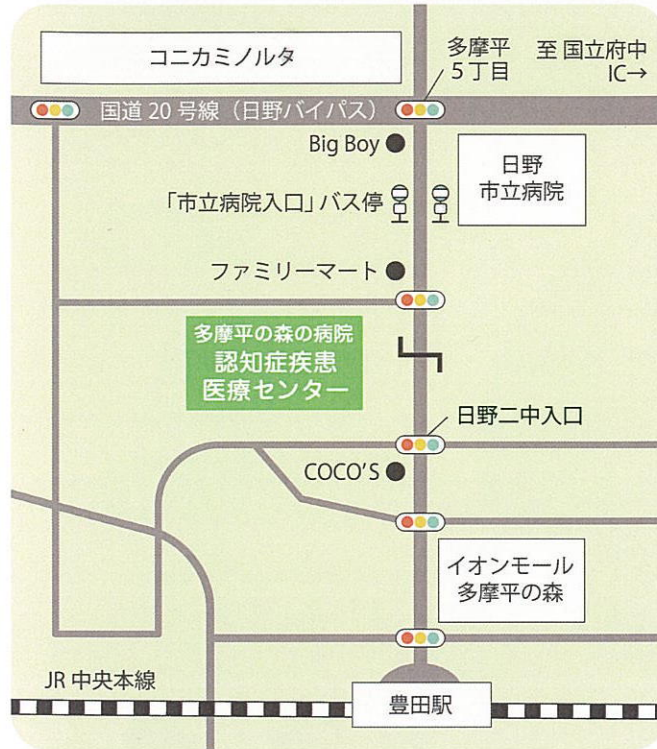 コニカミノルタ
多摩平
5丁目
至 国立府中
IC→
国道 20 号線（日野バイパス）
Big Boy
日野
市立病院
「市立病院入口」バス停
ファミリーマート
多摩平の森の病院
認知症疾患
医療センター
日野二中入口
COCO'S
イオンモール
多摩平の森
JR 中央本線
豊田駅